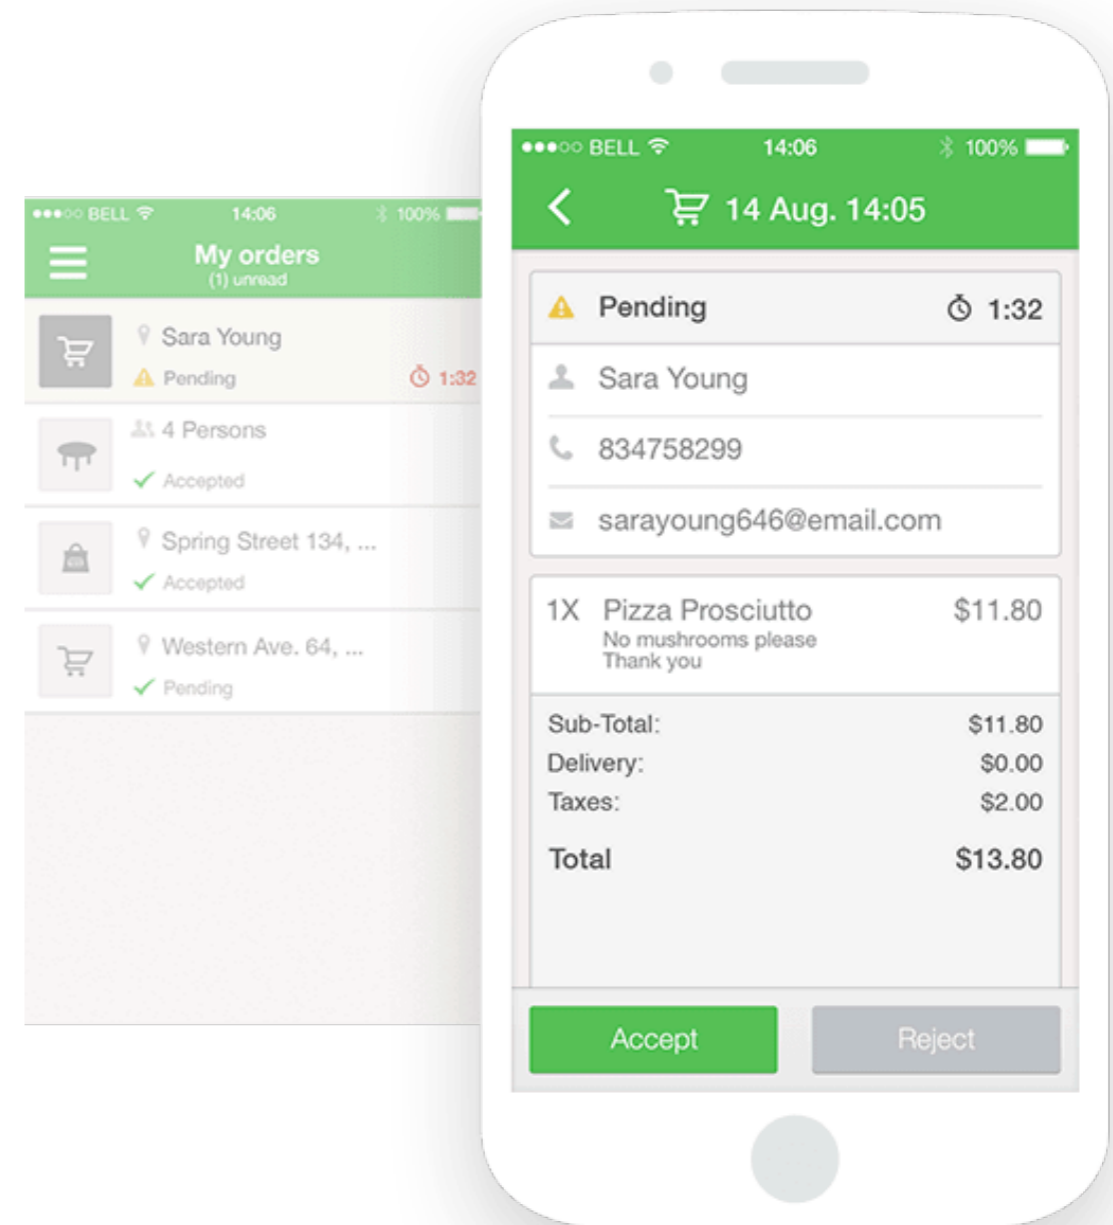 BELL 14:06 100%
My orders
(1) unread
Sara Young
Pending 1:32
4 Persons
Accepted
Spring Street 134, ...
Accepted
Western Ave. 64, ...
Pending
BELL 14:06 100%
14 Aug. 14:05
Pending 1:32
Sara Young
834758299
sarayoung646@email.com
1X Pizza Prosciutto $11.80
No mushrooms please
Thank you
Sub-Total: $11.80
Delivery: $0.00
Taxes: $2.00
Total $13.80
Accept Reject